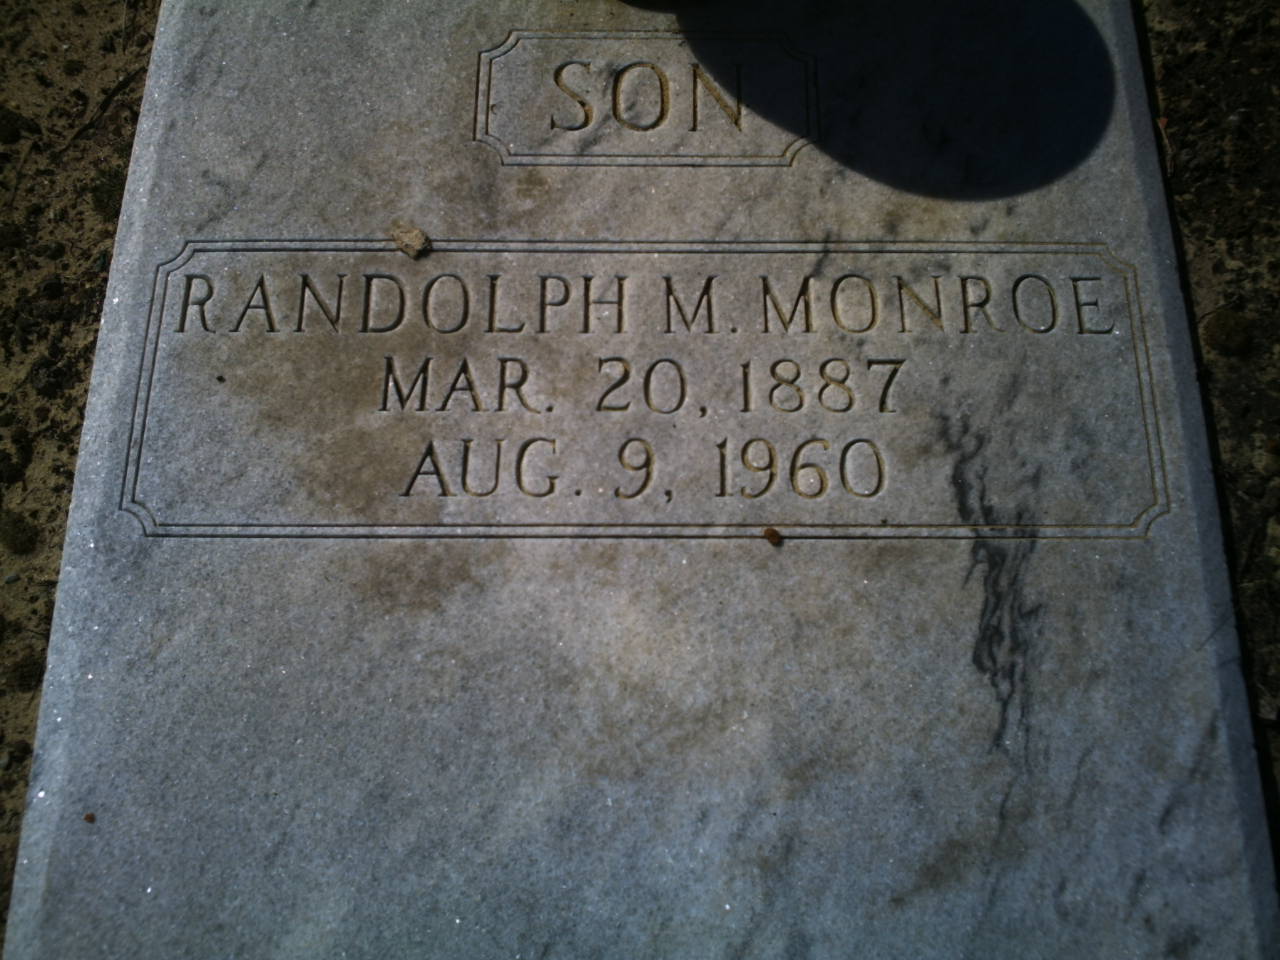 SON
RANDOLPH M. MONROE
MAR. 20, 1887
AUG. 9, 1960